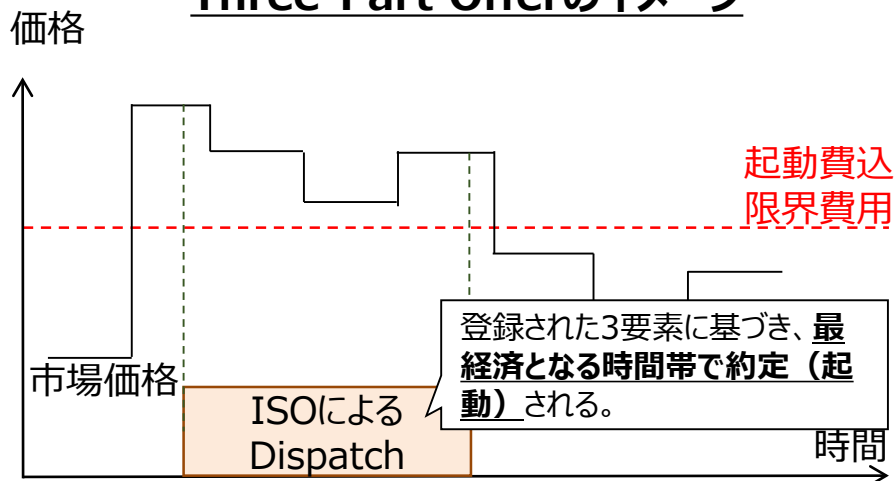 Three-Part Offerのイメージ
価格
起動費込
限界費用
登録された3要素に基づき、最
経済となる時間帯で約定（起
動）される。
市場価格
ISOによる
Dispatch
時間